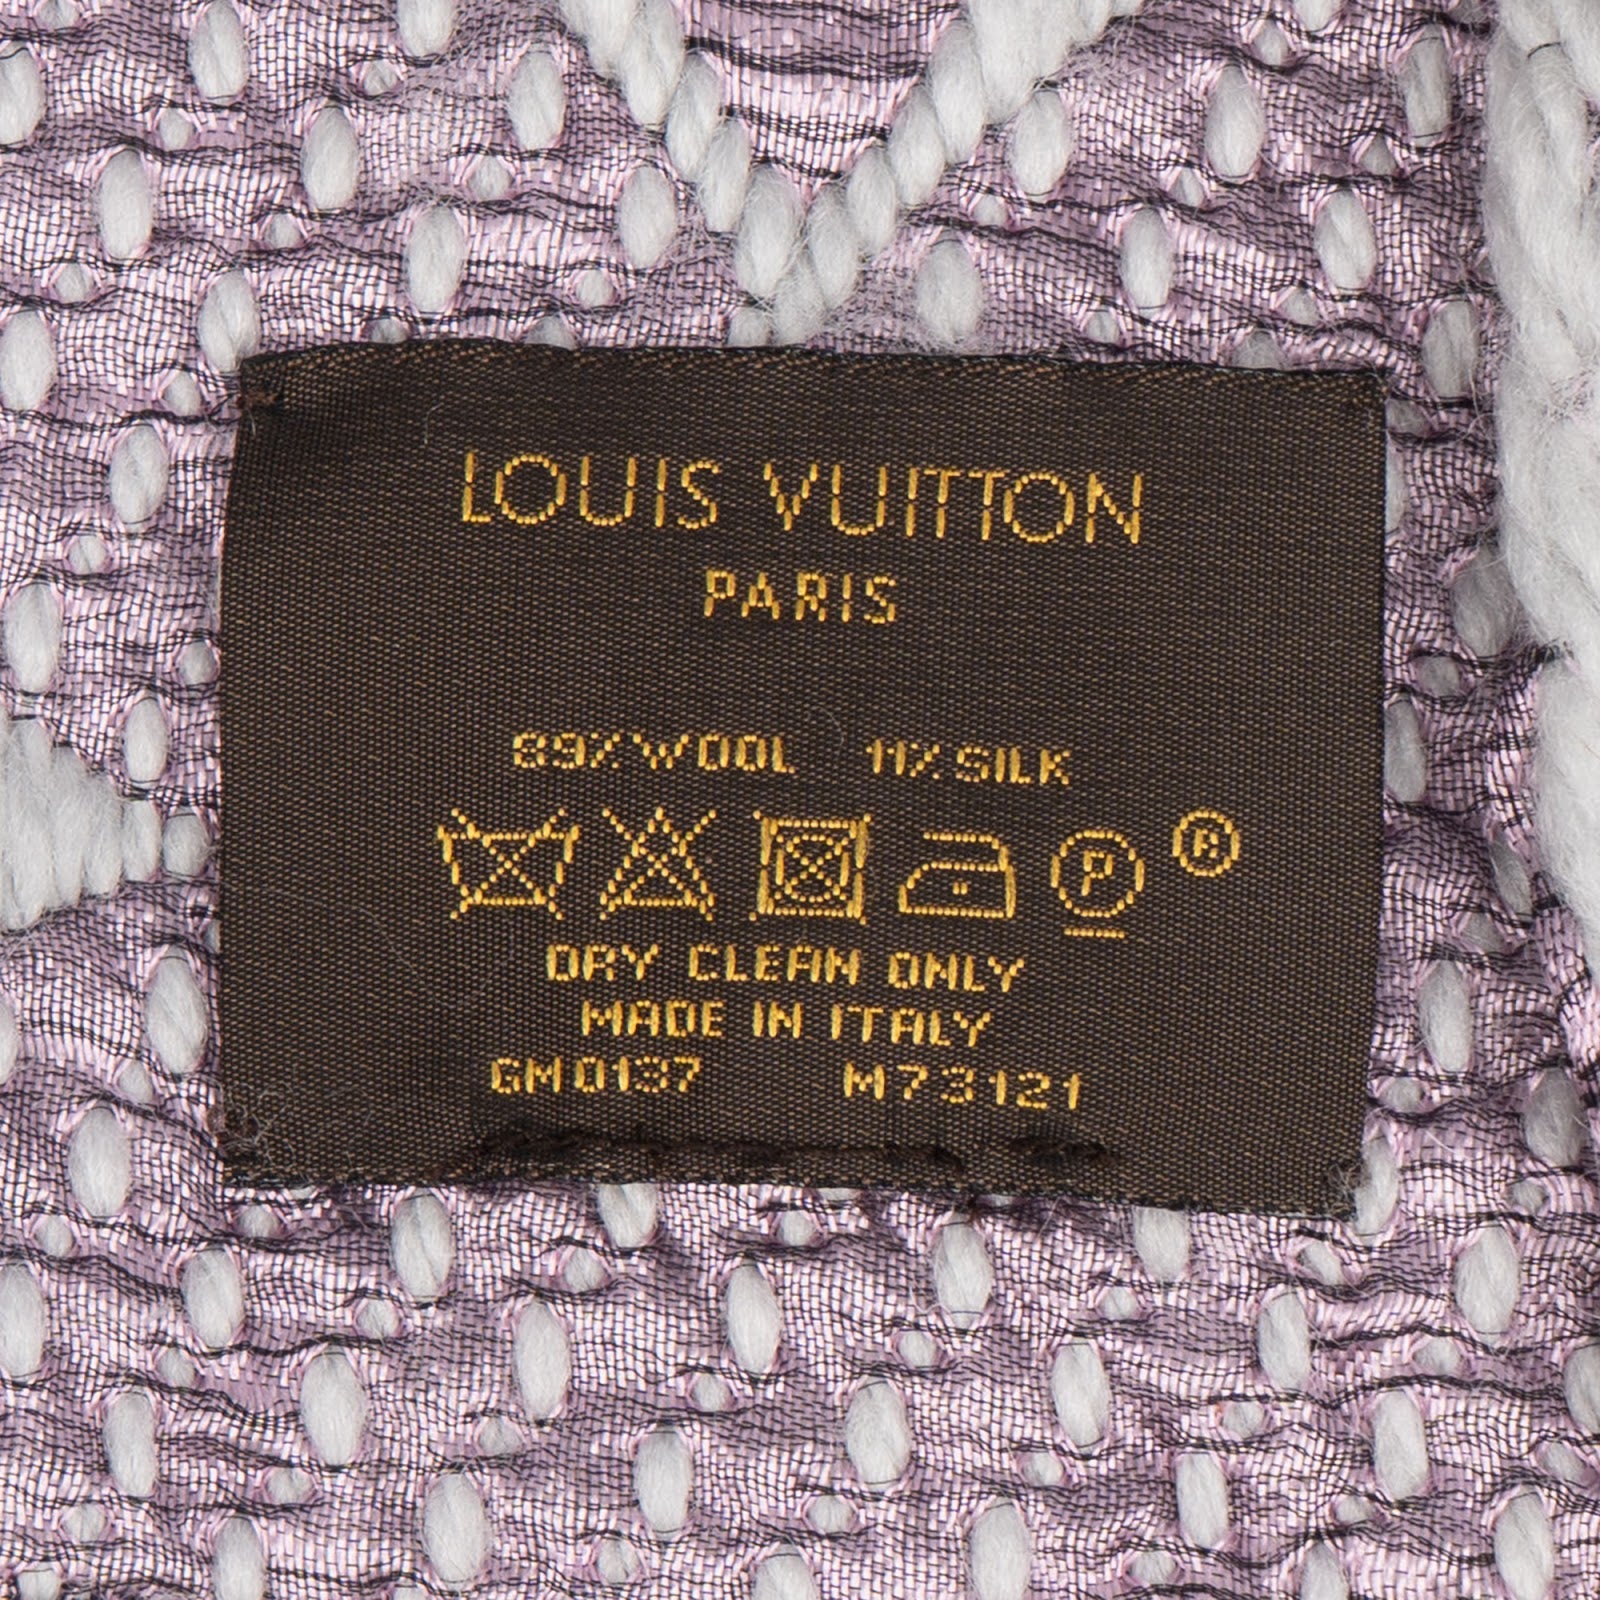 LOUIS VUITTON
PARIS
89% WOOL 11% SILK
P ®
DRY CLEAN ONLY
MADE IN ITALY
GM0137 M73121